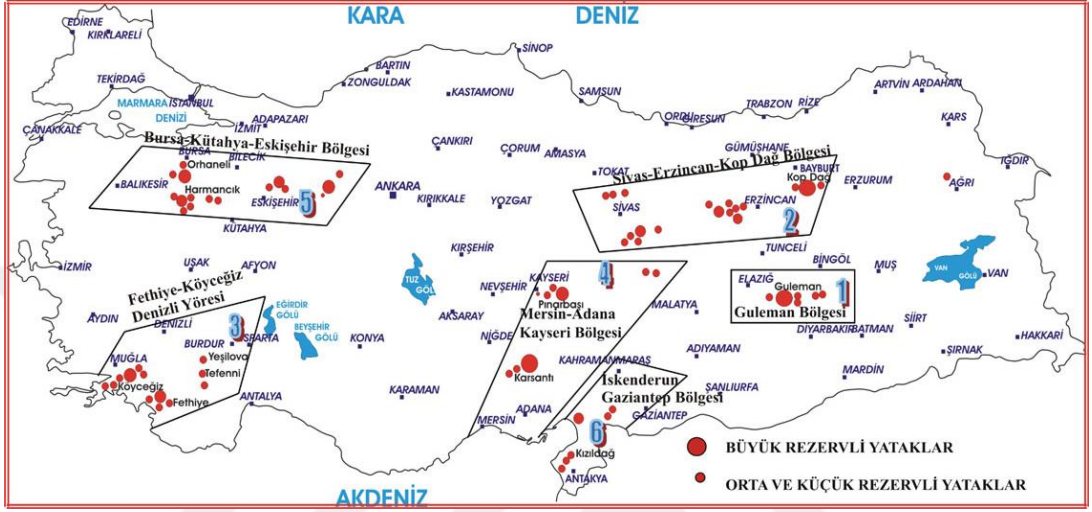 KARA DENİZ
EDİRNE
KIRKLARELİ
TEKİRDAĞ
İSTANBUL
MARMARA
DENİZİ
ÇANAKKALE
İZMİT
ADAPAZARI
ZONGULDAK
BARTIN
KASTAMONU
SİNOP
SAMSUN
ORDU
GİRESUN
TRABZON
RİZE
ARTVİN
ARDAHAN
KARS
IĞDIR
AĞRI
ÇANKIRI
ÇORUM
AMASYA
TOKAT
GÜMÜŞHANE
BAYBURT
ERZURUM
Bursa-Kütahya-Eskişehir Bölgesi
BURSA
BİLECİK
Orhaneli
BALIKESİR
Harmancık
ESKİŞEHİR
5
KÜTAHYA
ANKARA
KIRIKKALE
YOZGAT
Sivas-Erzincan-Kop Dağ Bölgesi
Kop Dağ
SİVAS
ERZİNCAN
2
TUNCELİ
BİNGÖL
MUŞ
VAN
GÖLÜ
VAN
İZMİR
UŞAK
AFYON
KIRŞEHİR
TUZ
GÖL
NEVŞEHİR
KAYSERİ
4
Pınarbaşı
MALATYA
ELAZIĞ
Guleman
1
Guleman Bölgesi
Fethiye-Köyceğiz
Denizli Yöresi
AYDIN
DENİZLİ
3
EĞİRDİR
GÖLÜ
BEYŞEHİR
GÖLÜ
BURDUR
ISPARTA
KONYA
AKSARAY
NİĞDE
Mersin-Adana
Kayseri Bölgesi
DİYARBAKIR
BATMAN
SİİRT
ŞIRNAK
HAKKARİ
MARDİN
ADIYAMAN
KAHRAMANMARAŞ
MUĞLA
Yeşilova
Tefenni
Köyceğiz
Fethiye
ANTALYA
KARAMAN
Karsantı
İskenderun
Gaziantep Bölgesi
ŞANLIURFA
ADANA
MERSİN
GAZİANTEP
6
Kızıldağ
ANTAKYA
BÜYÜK REZERVLİ YATAKLAR
ORTA VE KÜÇÜK REZERVLİ YATAKLAR
AKDENİZ